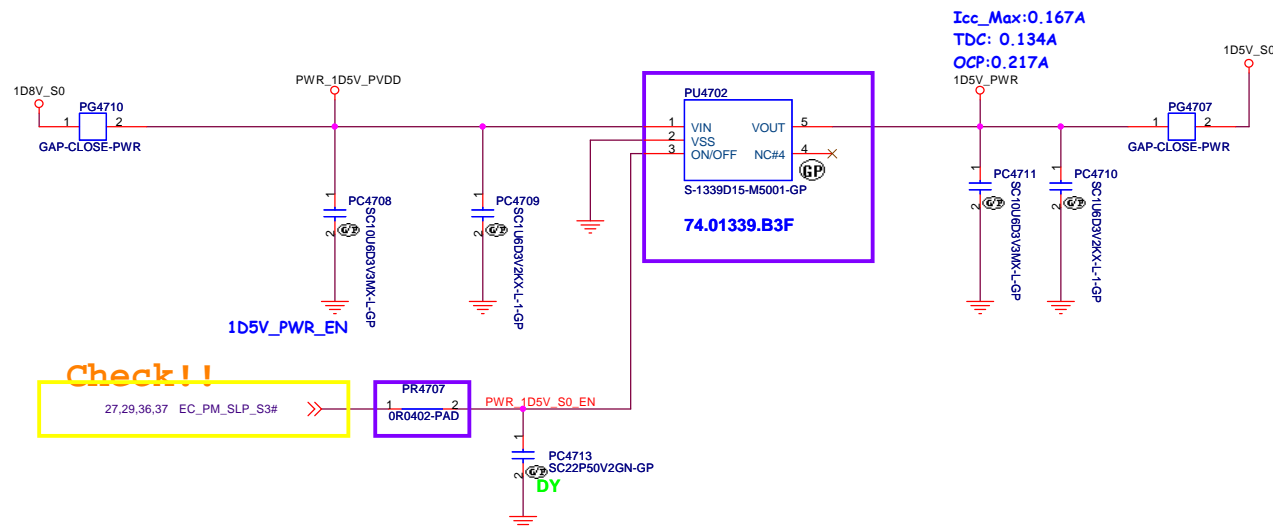 Icc_Max:0.167A
TDC: 0.134A
OCP:0.217A
1D8V_S0
PWR_1D5V_PVDD
1D5V_PWR
1D5V_S0
PG4710
1 2
GAP-CLOSE-PWR
PU4702
1 VIN VOUT 5
2 VSS
3 ON/OFF NC#4 4
GP
S-1339D15-M5001-GP
74.01339.B3F
PG4707
1 2
GAP-CLOSE-PWR
PC4708
1
2
G/P
SC10U6D3V3MX-L-GP
PC4709
1
2
G/P
SC1U6D3V2KX-L-1-GP
PC4711
1
2
G/P
SC10U6D3V3MX-L-GP
PC4710
1
2
G/P
SC1U6D3V2KX-L-1-GP
1D5V_PWR_EN
Check!!
27,29,36,37 EC_PM_SLP_S3#
PR4707
1 2
0R0402-PAD
PWR_1D5V_S0_EN
1
2
G/P
PC4713
SC22P50V2GN-GP
DY